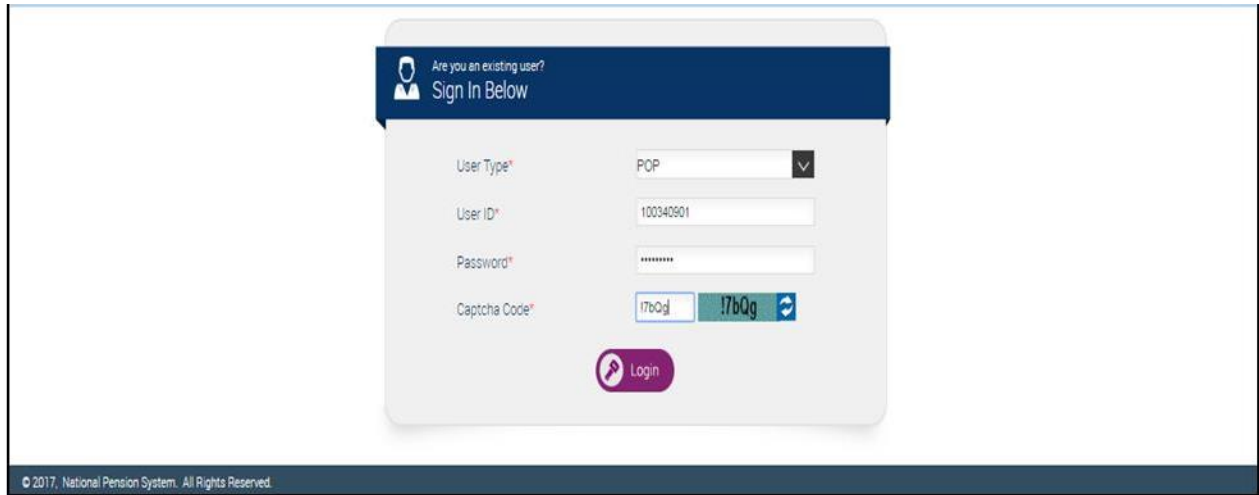 Are you an existing user?
Sign In Below
User Type* POP
User ID* 100340901
Password* •••••••••
Captcha Code* !7bQg !7bQg
Login
© 2017, National Pension System. All Rights Reserved.